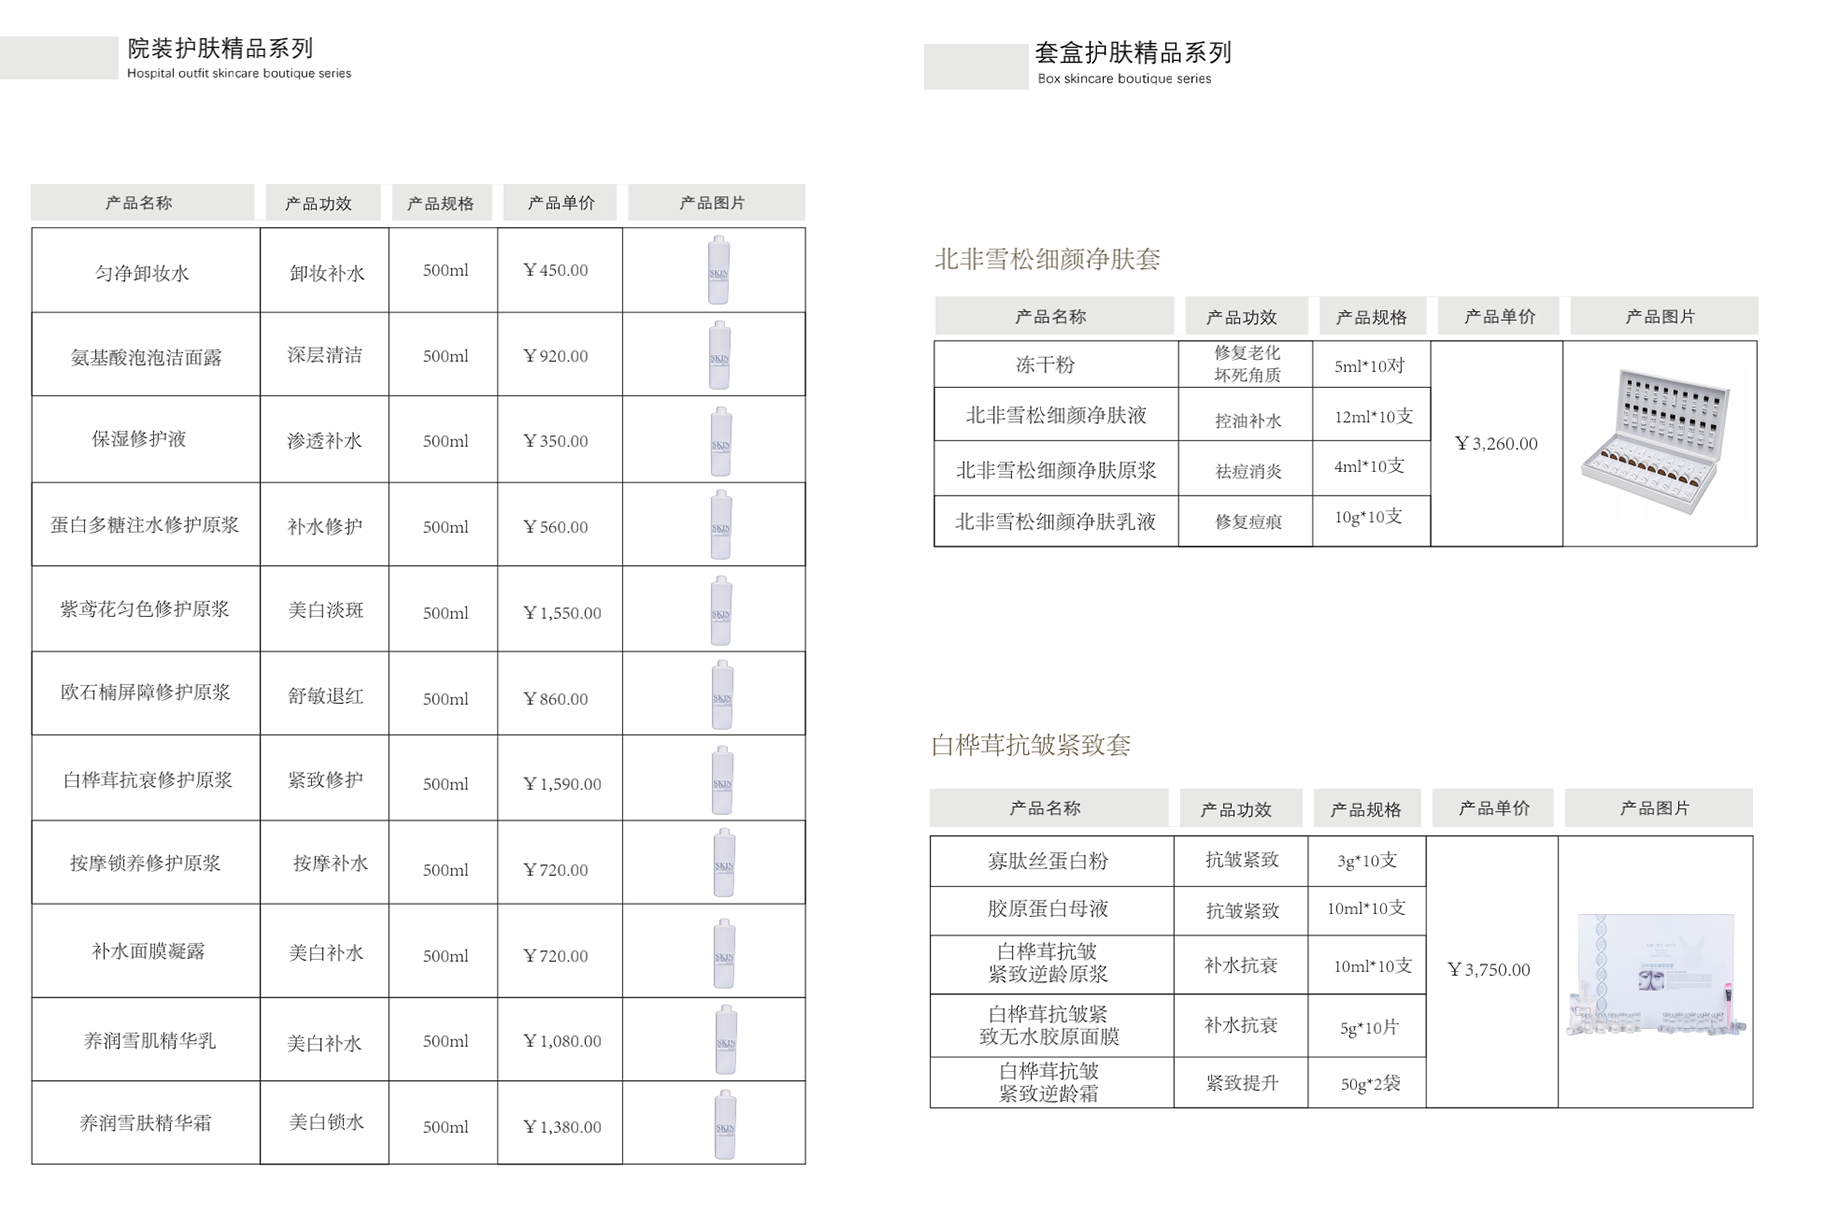 院装护肤精品系列
Hospital outfit skincare boutique series
产品名称 产品功效 产品规格 产品单价 产品图片
匀净卸妆水 卸妆补水 500ml ￥450.00 SKIN
氨基酸泡泡洁面露 深层清洁 500ml ￥920.00 SKIN
保湿修护液 渗透补水 500ml ￥350.00 SKIN
蛋白多糖注水修护原浆 补水修护 500ml ￥560.00 SKIN
紫鸢花匀色修护原浆 美白淡斑 500ml ￥1,550.00 SKIN
欧石楠屏障修护原浆 舒敏退红 500ml ￥860.00 SKIN
白桦茸抗衰修护原浆 紧致修护 500ml ￥1,590.00 SKIN
按摩锁养修护原浆 按摩补水 500ml ￥720.00 SKIN
补水面膜凝露 美白补水 500ml ￥720.00 SKIN
养润雪肌精华乳 美白补水 500ml ￥1,080.00 SKIN
养润雪肤精华霜 美白锁水 500ml ￥1,380.00 SKIN
套盒护肤精品系列
Box skincare boutique series
北非雪松细颜净肤套
产品名称 产品功效 产品规格 产品单价 产品图片
冻干粉 修复老化 5ml*10对
坏死角质
北非雪松细颜净肤液 控油补水 12ml*10支
￥3,260.00
北非雪松细颜净肤原浆 祛痘消炎 4ml*10支
北非雪松细颜净肤乳液 修复痘痕 10g*10支
白桦茸抗皱紧致套
产品名称 产品功效 产品规格 产品单价 产品图片
寡肽丝蛋白粉 抗皱紧致 3g*10支
胶原蛋白母液 抗皱紧致 10ml*10支
白桦茸抗皱
紧致逆龄原浆 补水抗衰 10ml*10支
￥3,750.00
白桦茸抗皱紧
致无水胶原面膜 补水抗衰 5g*10片
白桦茸抗皱
紧致逆龄霜 紧致提升 50g*2袋